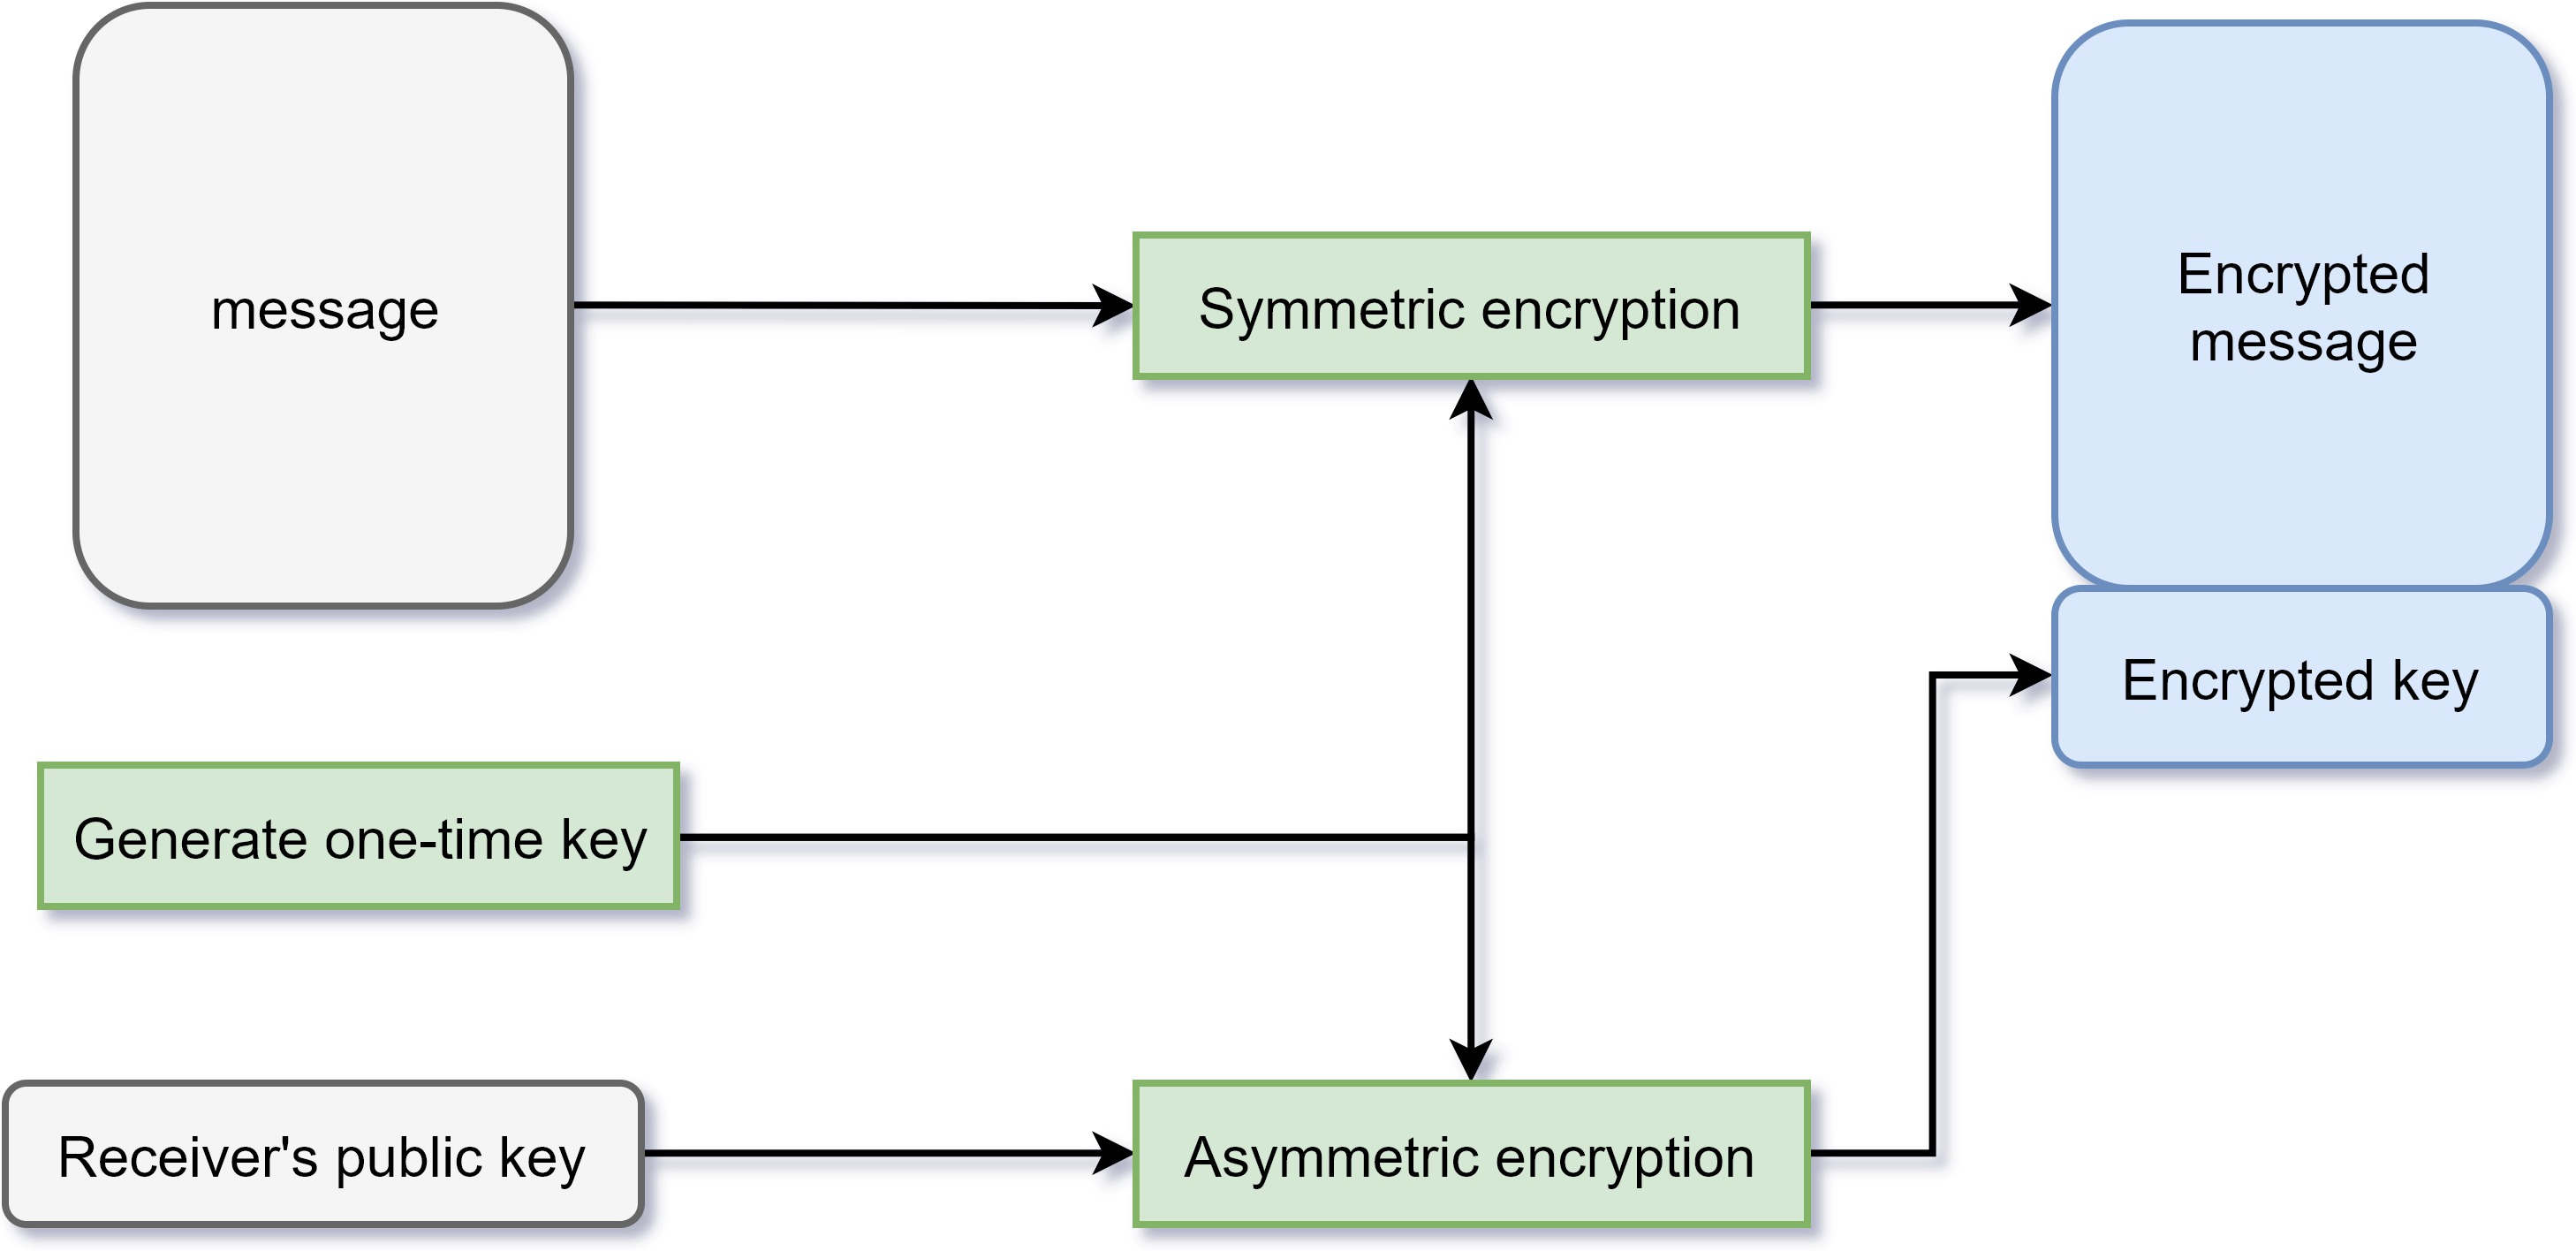 message
Symmetric encryption
Encrypted
message
Encrypted key
Generate one-time key
Receiver's public key
Asymmetric encryption